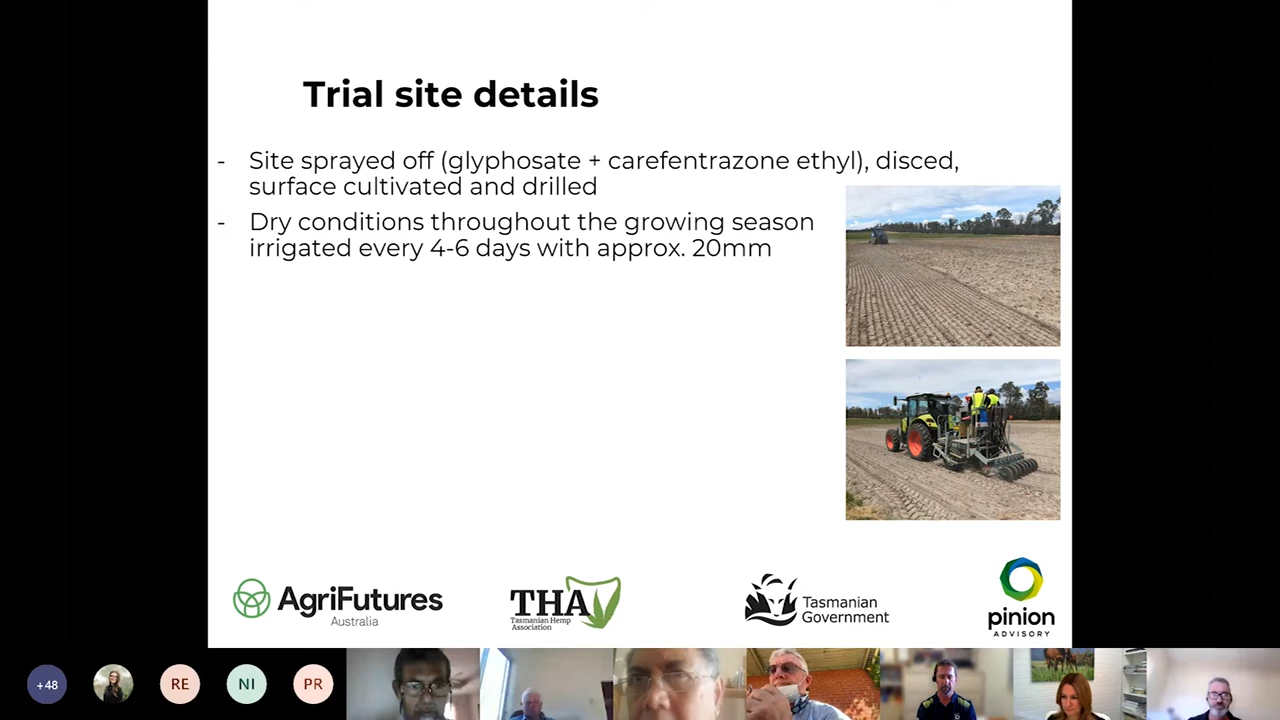 Trial site details
- Site sprayed off (glyphosate + carefentrazone ethyl), disced,
surface cultivated and drilled
- Dry conditions throughout the growing season
irrigated every 4-6 days with approx. 20mm
AgriFutures
Australia
THA
Tasmanian Hemp
Association
Tasmanian
Government
pinion
ADVISORY
+48
RE
NI
PR